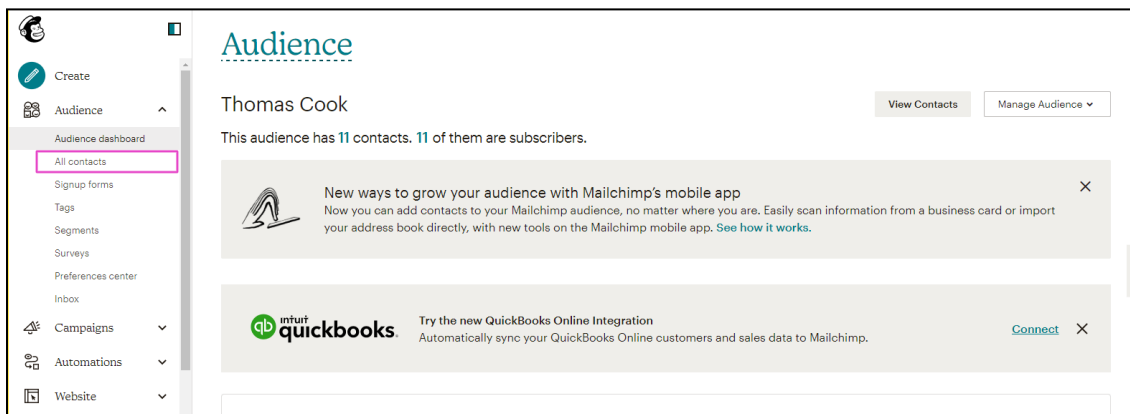 Create
Audience
Audience dashboard
All contacts
Signup forms
Tags
Segments
Surveys
Preferences center
Inbox
Campaigns
Automations
Website
Audience
Thomas Cook
View Contacts
Manage Audience
This audience has 11 contacts. 11 of them are subscribers.
New ways to grow your audience with Mailchimp's mobile app
Now you can add contacts to your Mailchimp audience, no matter where you are. Easily scan information from a business card or import
your address book directly, with new tools on the Mailchimp mobile app. See how it works.
qb
intuit
quickbooks.
Try the new QuickBooks Online Integration
Automatically sync your QuickBooks Online customers and sales data to Mailchimp.
Connect